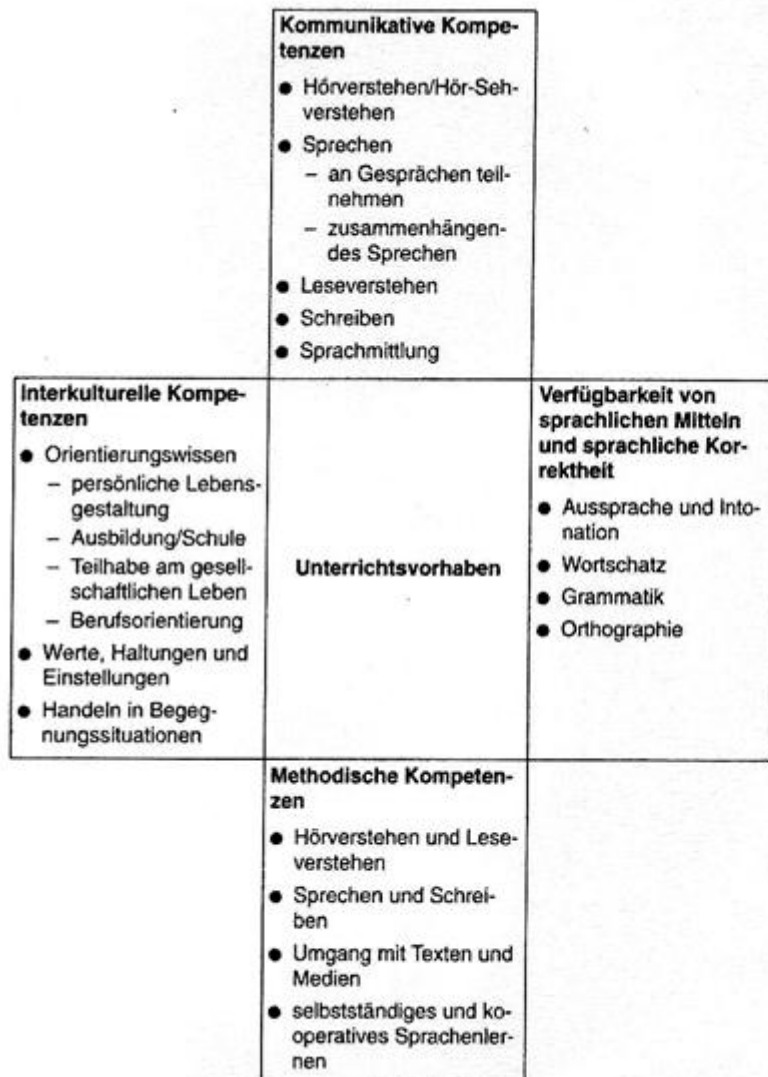 Kommunikative Kompe-
tenzen
● Hörverstehen/Hör-Seh-
verstehen
● Sprechen
– an Gesprächen teil-
nehmen
– zusammenhängen-
des Sprechen
● Leseverstehen
● Schreiben
● Sprachmittlung
Interkulturelle Kompe-
tenzen
● Orientierungswissen
– persönliche Lebens-
gestaltung
– Ausbildung/Schule
– Teilhabe am gesell-
schaftlichen Leben
– Berufsorientierung
● Werte, Haltungen und
Einstellungen
● Handeln in Begeg-
nungssituationen
Unterrichtsvorhaben
Verfügbarkeit von
sprachlichen Mitteln
und sprachliche Kor-
rektheit
● Aussprache und Into-
nation
● Wortschatz
● Grammatik
● Orthographie
Methodische Kompeten-
zen
● Hörverstehen und Lese-
verstehen
● Sprechen und Schrei-
ben
● Umgang mit Texten und
Medien
● selbstständiges und ko-
operatives Sprachenler-
nen